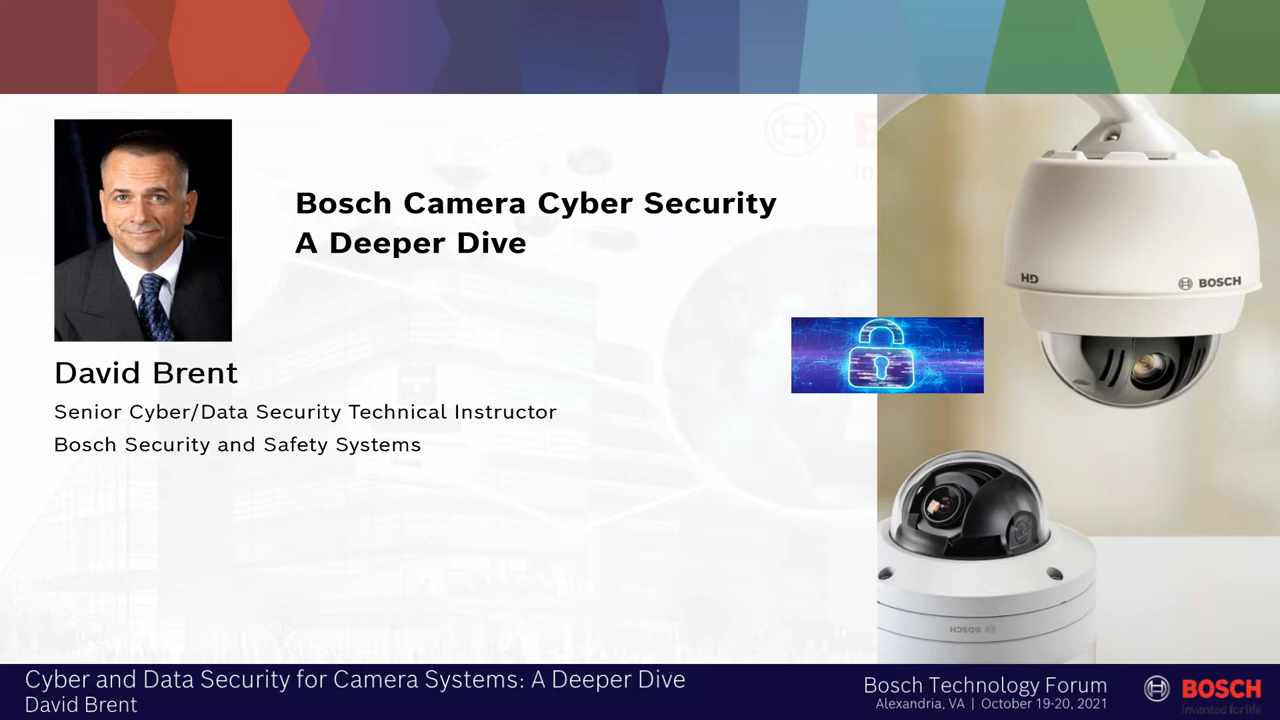 Bosch Camera Cyber Security
A Deeper Dive
David Brent
Senior Cyber/Data Security Technical Instructor
Bosch Security and Safety Systems
HD
BOSCH
BOSCH
Cyber and Data Security for Camera Systems: A Deeper Dive
David Brent
Bosch Technology Forum
Alexandria, VA | October 19-20, 2021
BOSCH
Invented for life